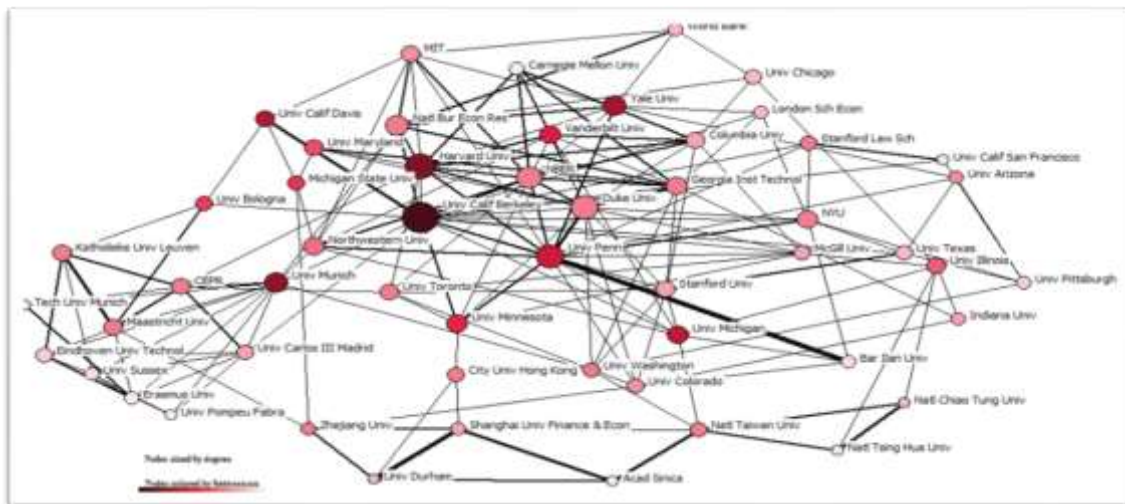 World Bank
MIT
Carnegie Mellon Univ
Univ Chicago
Yale Univ
London Sch Econ
Univ Calif Davis
Natl Bur Econ Res
Vanderbilt Univ
Columbia Univ
Stanford Law Sch
Univ Maryland
Harvard Univ
Univ Calif San Francisco
Michigan State Univ
Georgia Inst Technol
Univ Arizona
Univ Bologna
Univ Calif Berkeley
Duke Univ
NYU
Katholieke Univ Leuven
Northwestern Univ
Univ Penn
McGill Univ
Univ Texas
Univ Illinois
CEPR
Univ Munich
Univ Toronto
Stanford Univ
Univ Pittsburgh
Tech Univ Munich
Maastricht Univ
Univ Minnesota
Univ Michigan
Indiana Univ
Eindhoven Univ Technol
Univ Carlos III Madrid
Bar Ilan Univ
Univ Sussex
City Univ Hong Kong
Univ Washington
Univ Colorado
Erasmus Univ
Univ Pompeu Fabra
Natl Chiao Tung Univ
Zhejiang Univ
Shanghai Univ Finance & Econ
Natl Taiwan Univ
Natl Tsing Hua Univ
Univ Durham
Acad Sinica
Nodes sized by degree
Nodes colored by betweenness